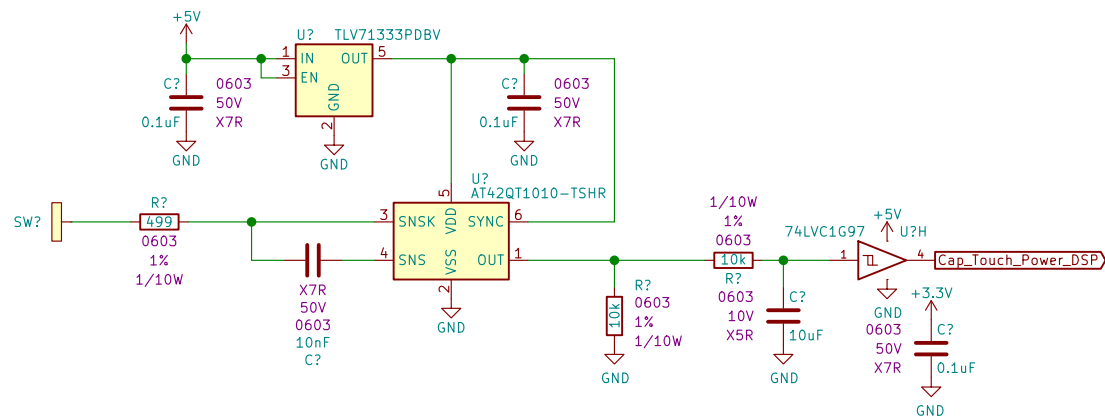 +5V
U? TLV71333PDBV
1 IN OUT 5
3 EN
GND
2
GND
C?
0.1uF
0603
50V
X7R
GND
C?
0.1uF
0603
50V
X7R
GND
U?
AT42QT1010-TSHR
5
VDD
3 SNSK SYNC 6
4 SNS OUT 1
VSS
2
GND
SW?
R?
499
0603
1%
1/10W
X7R
50V
0603
10nF
C?
R?
10k
0603
1%
1/10W
GND
1/10W
1%
0603
10k
R?
0603
10V
X5R
C?
10uF
GND
74LVC1G97
+5V
U?H
1
4
GND
Cap_Touch_Power_DSP
+3.3V
C?
0603
50V
X7R
0.1uF
GND